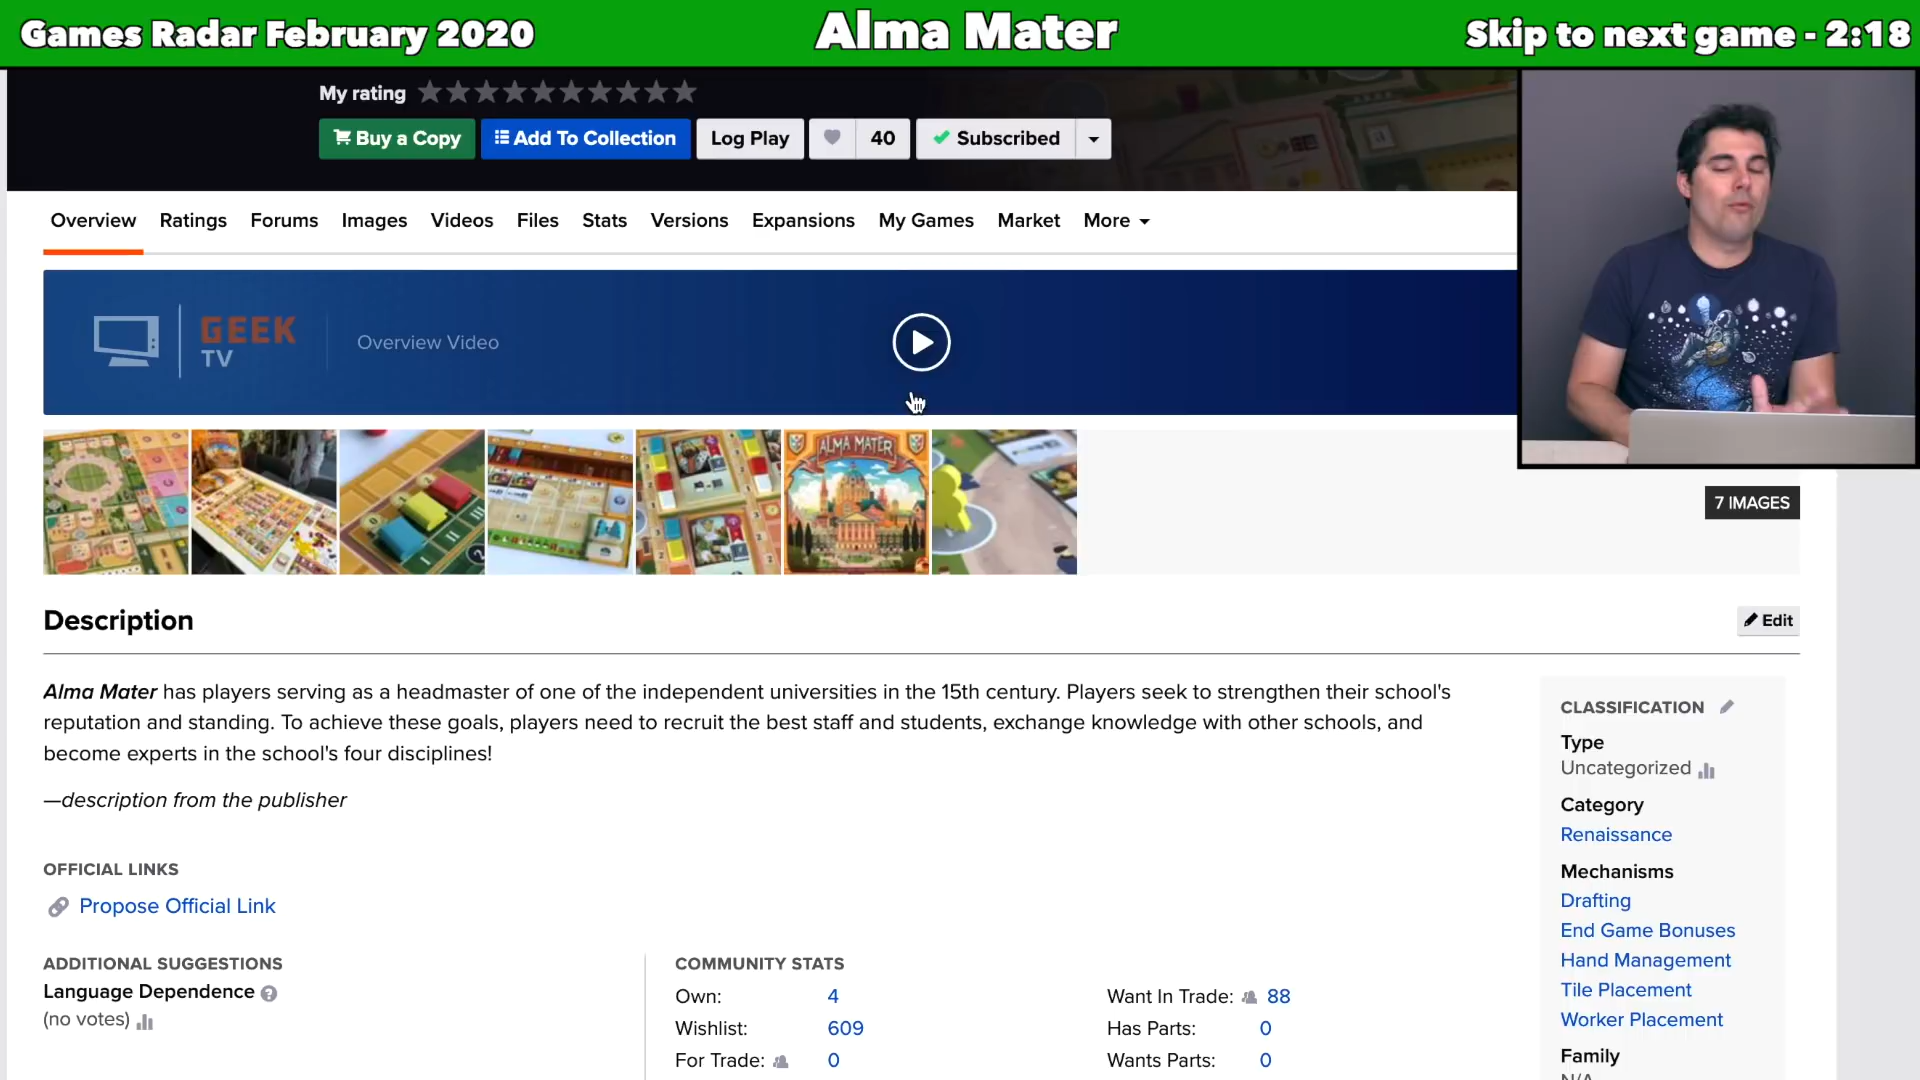 Games Radar February 2020
Alma Mater
Skip to next game - 2:18
My rating
Buy a Copy
Add To Collection
Log Play
40
Subscribed
Overview
Ratings
Forums
Images
Videos
Files
Stats
Versions
Expansions
My Games
Market
More
GEEK
TV
Overview Video
ALMA MATER
7 IMAGES
Description
Edit
Alma Mater has players serving as a headmaster of one of the independent universities in the 15th century. Players seek to strengthen their school's
reputation and standing. To achieve these goals, players need to recruit the best staff and students, exchange knowledge with other schools, and
become experts in the school's four disciplines!
—description from the publisher
OFFICIAL LINKS
Propose Official Link
ADDITIONAL SUGGESTIONS
Language Dependence ?
(no votes)
COMMUNITY STATS
Own: 4
Wishlist: 609
For Trade: 0
Want In Trade: 88
Has Parts: 0
Wants Parts: 0
CLASSIFICATION
Type
Uncategorized
Category
Renaissance
Mechanisms
Drafting
End Game Bonuses
Hand Management
Tile Placement
Worker Placement
Family
N/A